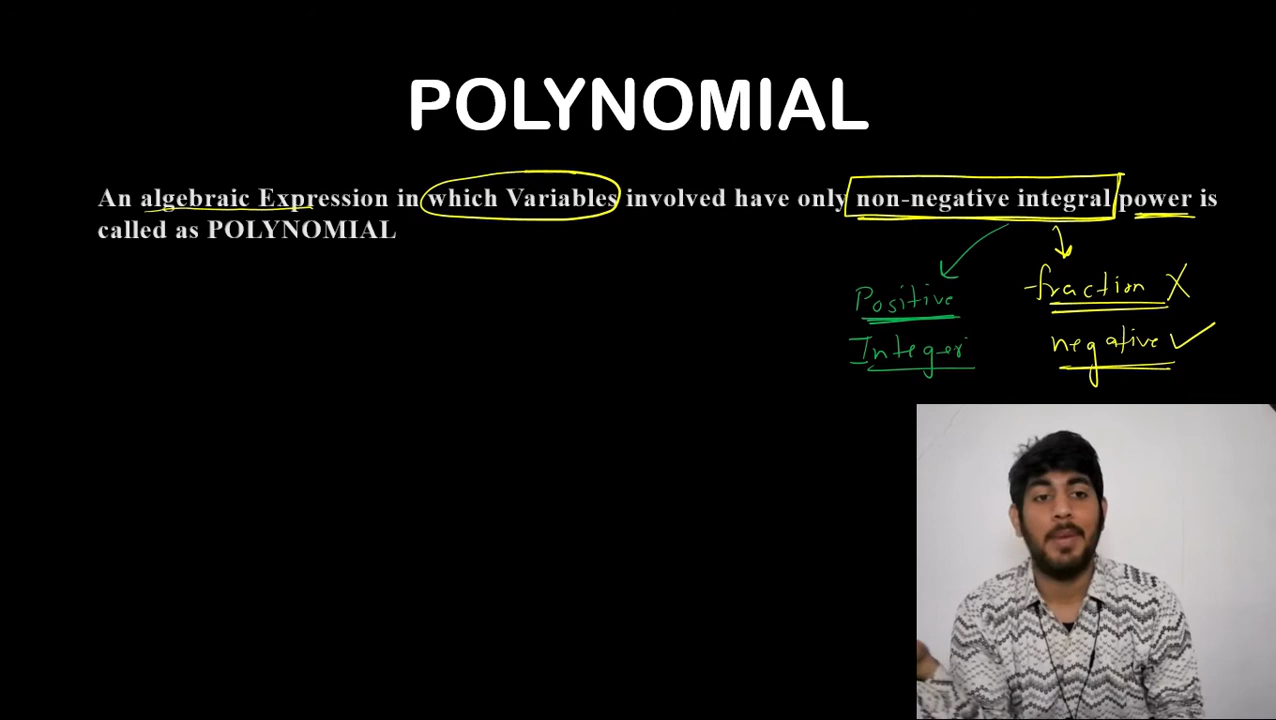 POLYNOMIAL
An algebraic Expression in which Variables involved have only non-negative integral power is
called as POLYNOMIAL
Positive
Integer
fraction X
negative ✓